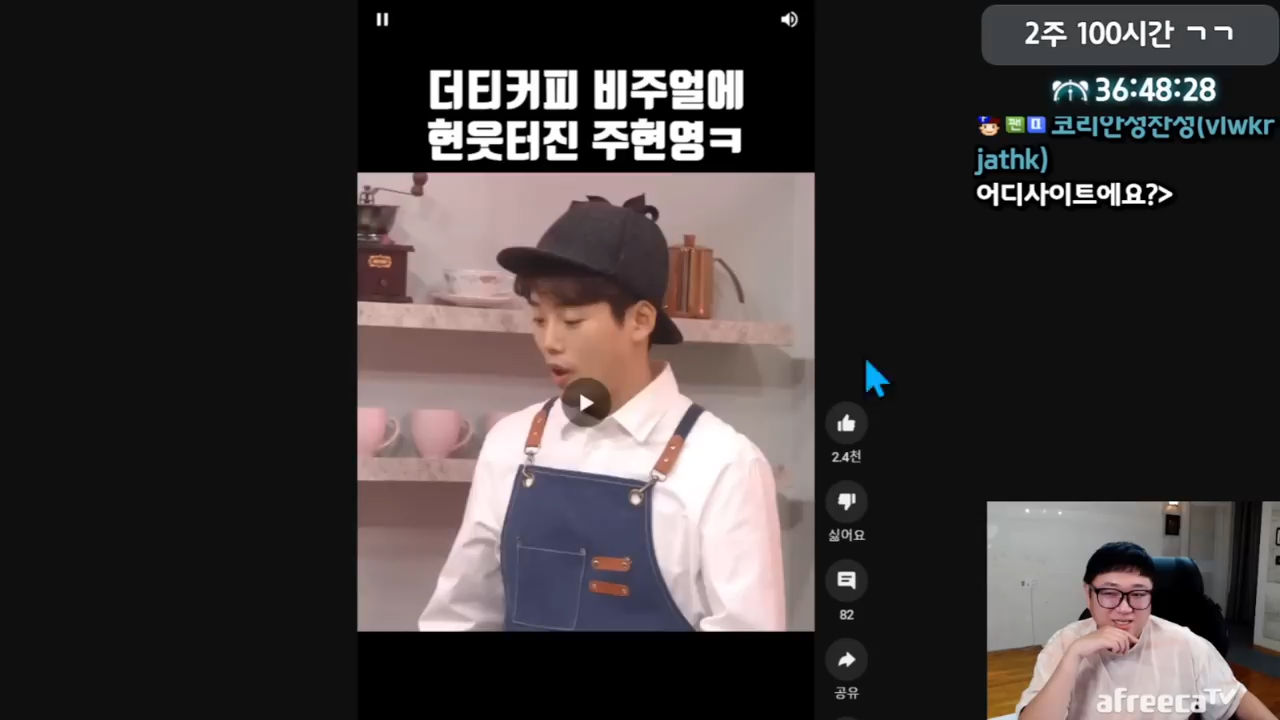 더티커피 비주얼에
현웃터진 주현영ㅋ
2.4천
싫어요
82
공유
2주 100시간 ㄱㄱ
36:48:28
팬 코리안성잔성(vlwkr
jathk)
어디사이트에요?>
afreecaTV